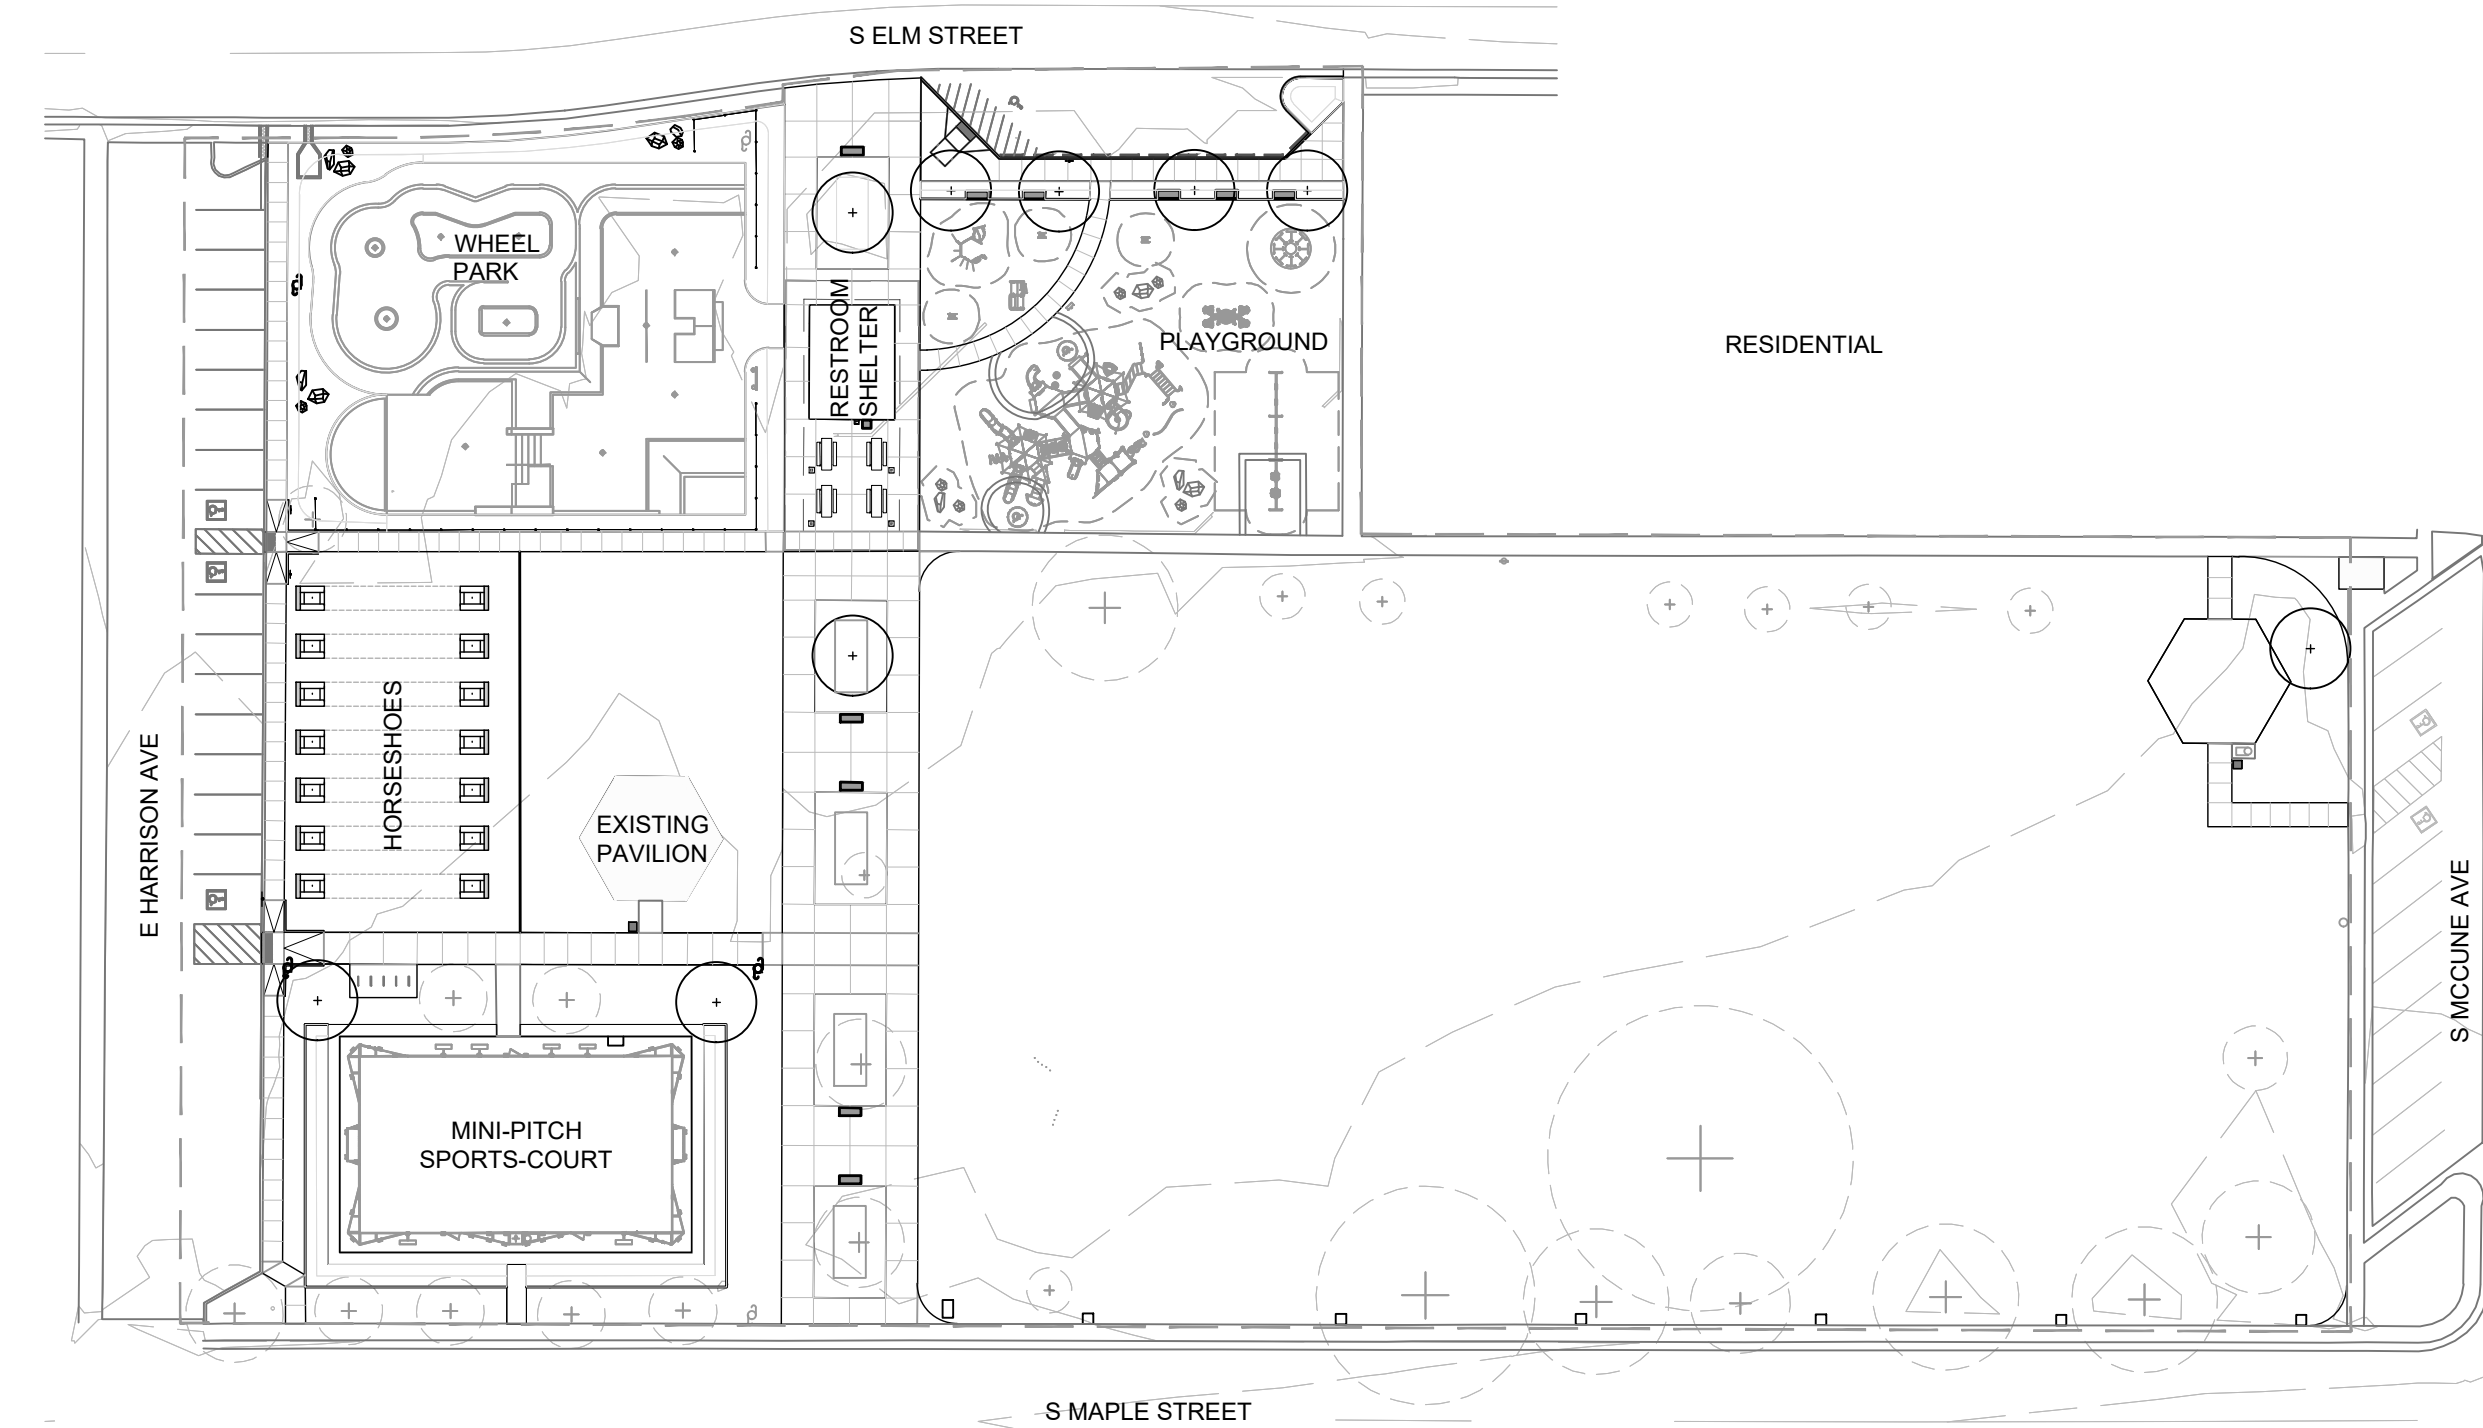 S ELM STREET
WHEEL
PARK
RESTROOM
SHELTER
PLAYGROUND
RESIDENTIAL
E HARRISON AVE
HORSESHOES
EXISTING
PAVILION
S MCCUNE AVE
MINI-PITCH
SPORTS-COURT
S MAPLE STREET